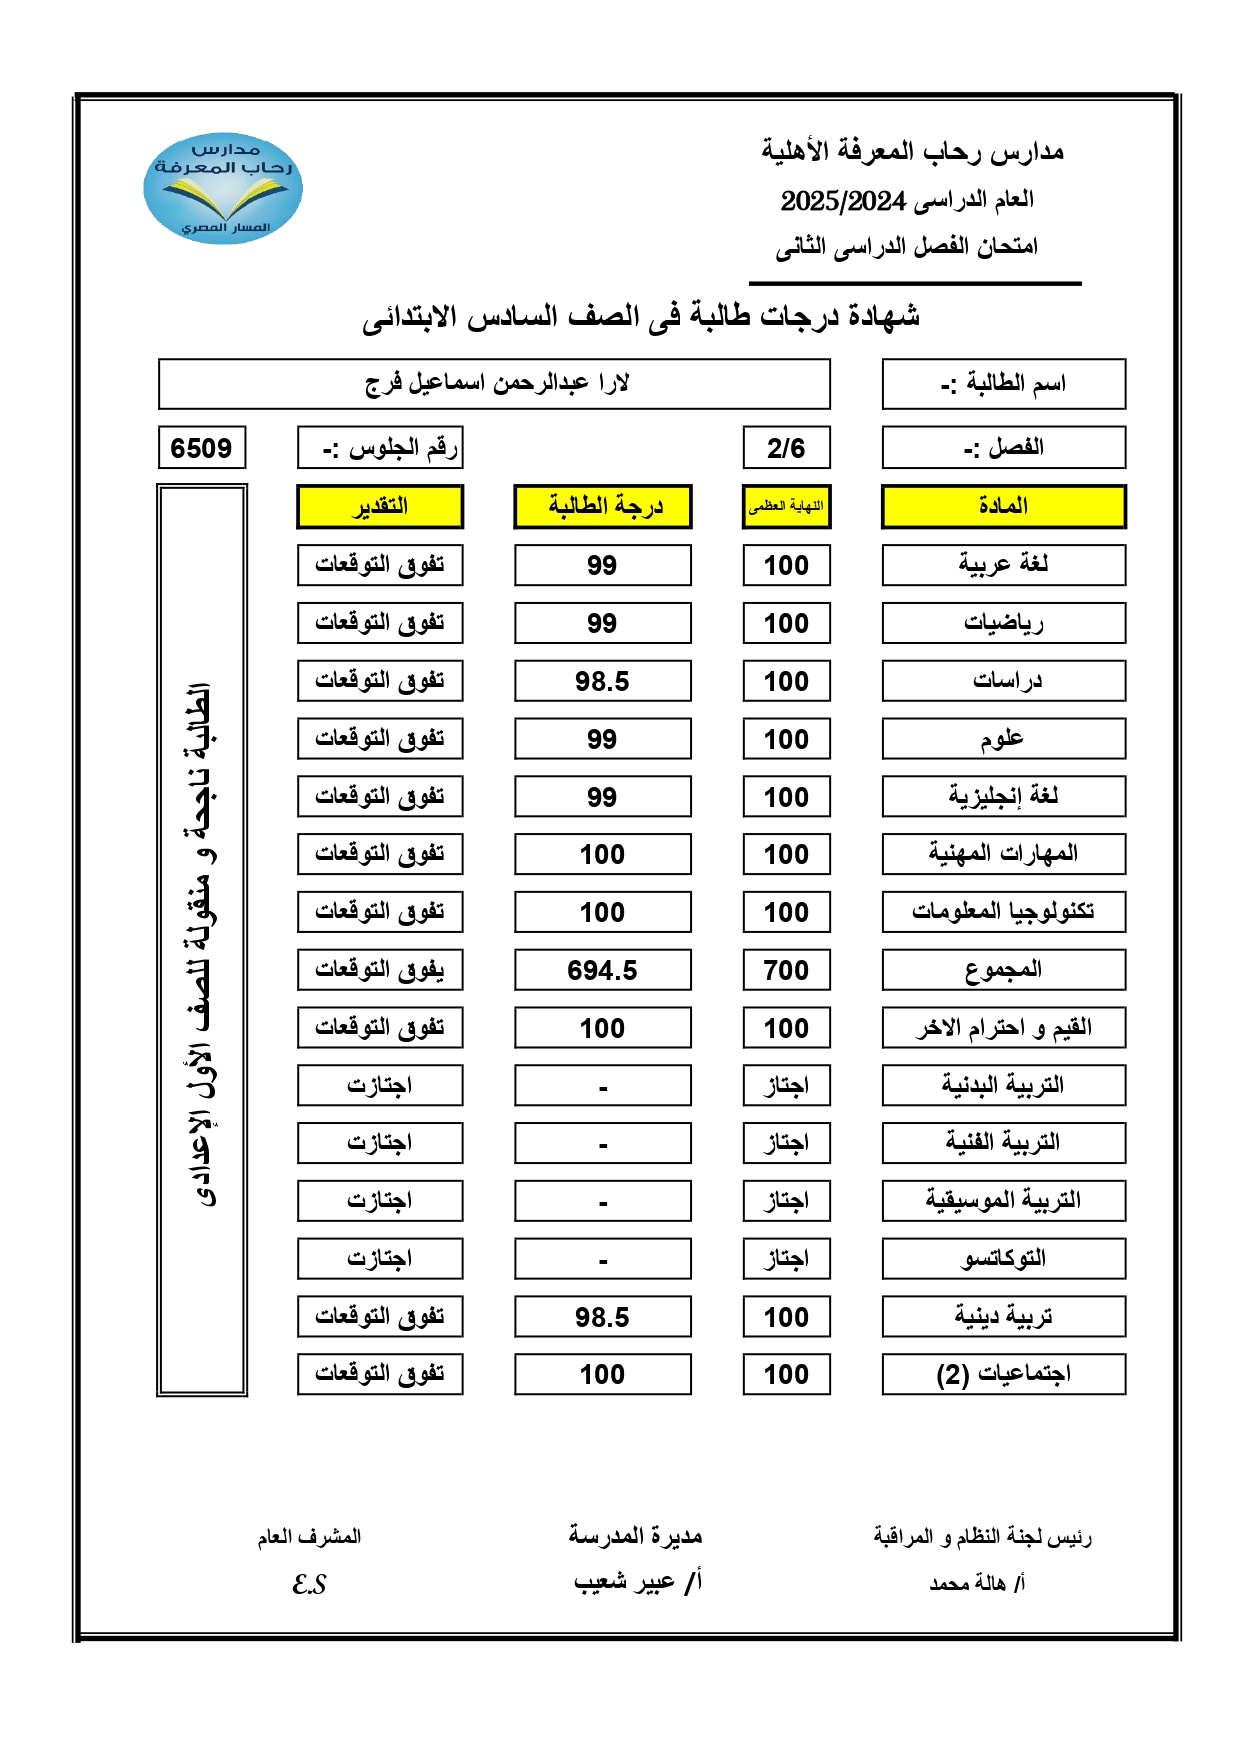 مدارس رحاب المعرفة الأهلية
العام الدراسى 2025/2024
امتحان الفصل الدراسى الثانى
مدارس
رحاب المعرفة
المسار المصري
شهادة درجات طالبة فى الصف السادس الابتدائى
اسم الطالبة :- لارا عبدالرحمن اسماعيل فرج
الفصل :- 2/6 رقم الجلوس :- 6509
المادة النهاية العظمى درجة الطالبة التقدير
لغة عربية 100 99 تفوق التوقعات
رياضيات 100 99 تفوق التوقعات
دراسات 100 98.5 تفوق التوقعات
علوم 100 99 تفوق التوقعات
لغة إنجليزية 100 99 تفوق التوقعات
المهارات المهنية 100 100 تفوق التوقعات
تكنولوجيا المعلومات 100 100 تفوق التوقعات
المجموع 700 694.5 يفوق التوقعات
القيم و احترام الاخر 100 100 تفوق التوقعات
التربية البدنية اجتاز - اجتازت
التربية الفنية اجتاز - اجتازت
التربية الموسيقية اجتاز - اجتازت
التوكاتسو اجتاز - اجتازت
تربية دينية 100 98.5 تفوق التوقعات
اجتماعيات (2) 100 100 تفوق التوقعات
الطالبة ناجحة و منقولة للصف الأول الإعدادى
رئيس لجنة النظام و المراقبة مديرة المدرسة المشرف العام
أ/ هالة محمد أ/ عبير شعيب E.S